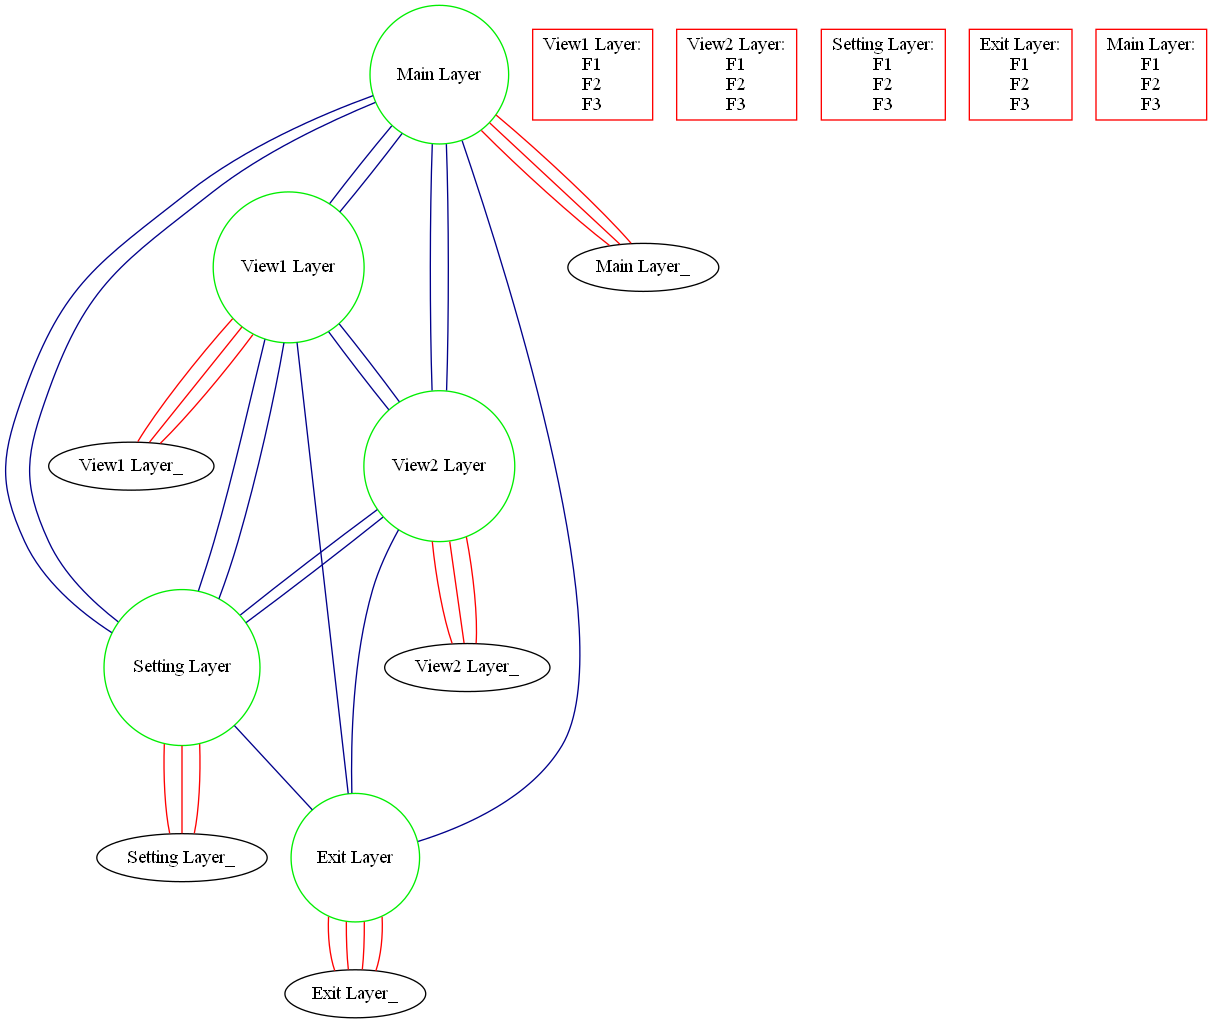 Main Layer
View1 Layer:
F1
F2
F3
View2 Layer:
F1
F2
F3
Setting Layer:
F1
F2
F3
Exit Layer:
F1
F2
F3
Main Layer:
F1
F2
F3
View1 Layer
Main Layer_
View1 Layer_
View2 Layer
Setting Layer
View2 Layer_
Setting Layer_
Exit Layer
Exit Layer_